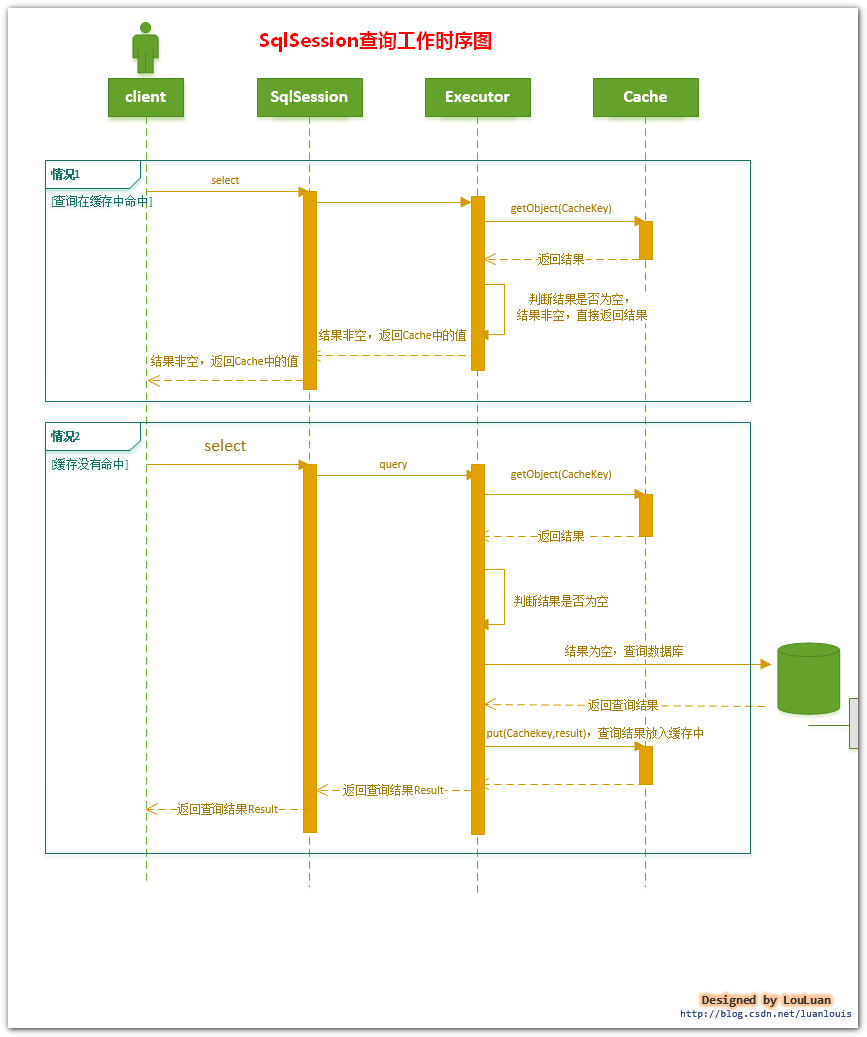 SqlSession查询工作时序图
client
SqlSession
Executor
Cache
情况1
[查询在缓存中命中]
select
getObject(CacheKey)
返回结果
判断结果是否为空，
结果非空，直接返回结果
结果非空，返回Cache中的值
结果非空，返回Cache中的值
情况2
[缓存没有命中]
select
query
getObject(CacheKey)
返回结果
判断结果是否为空
结果为空，查询数据库
返回查询结果
put(Cachekey,result)，查询结果放入缓存中
返回查询结果Result
返回查询结果Result
Designed by LouLuan
http://blog.csdn.net/luanlouis